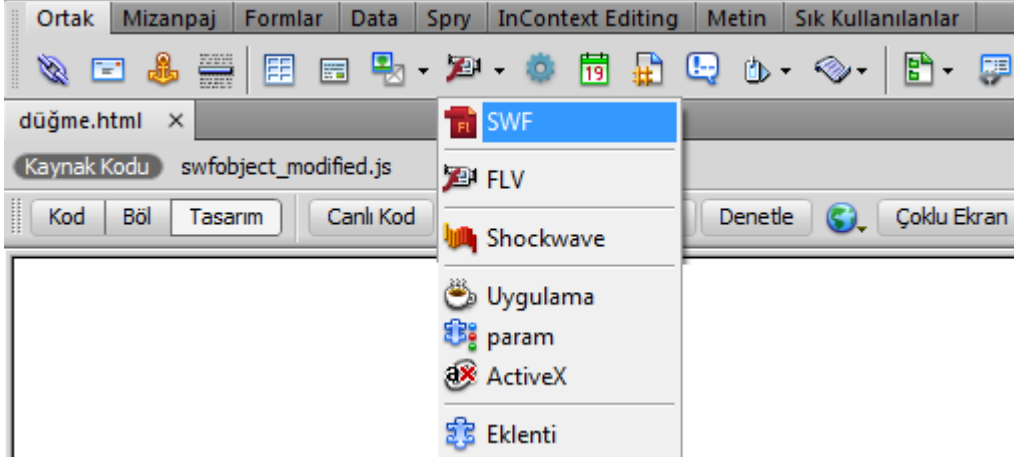 Ortak Mizanpaj Formlar Data Spry InContext Editing Metin Sık Kullanılanlar
19
düğme.html
SWF
Kaynak Kodu swfobject_modified.js
FLV
Kod Böl Tasarım Canlı Kod Denetle Çoklu Ekran
Shockwave
Uygulama
param
ActiveX
Eklenti